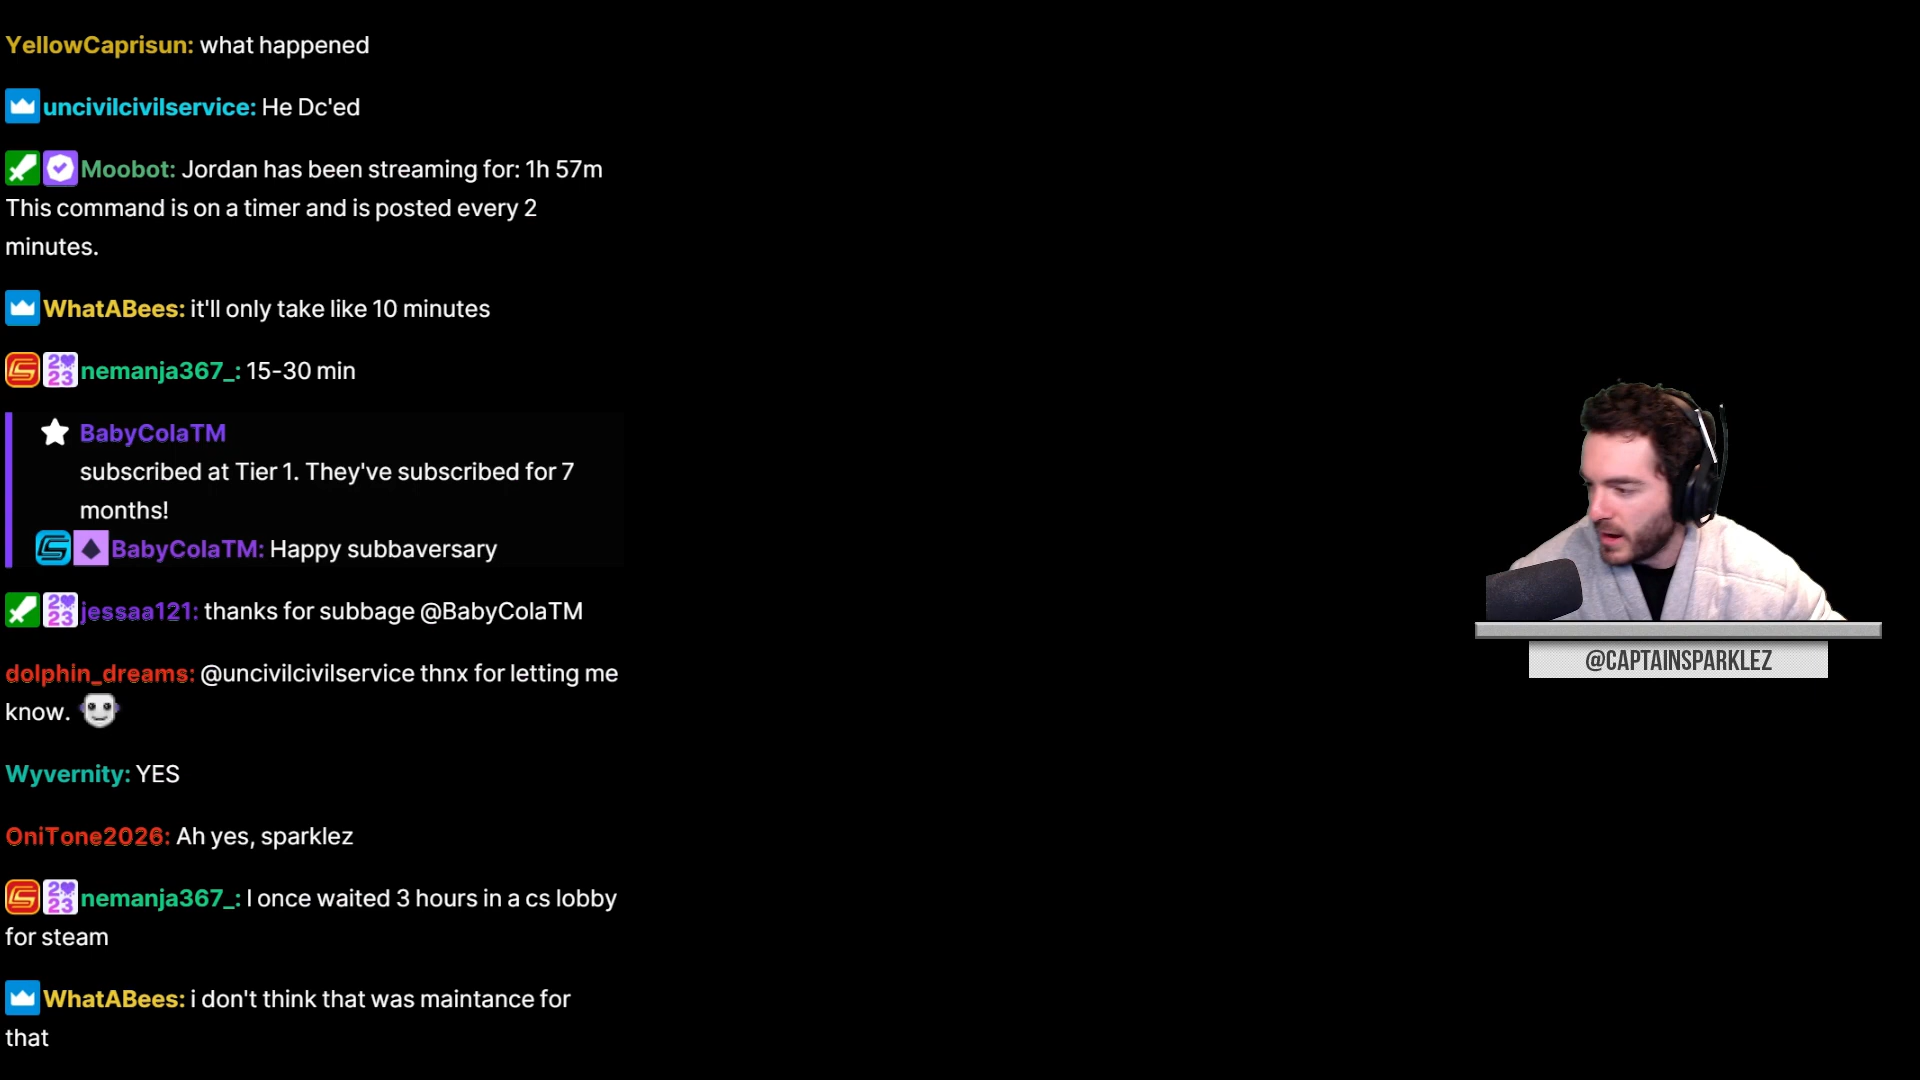 YellowCaprisun: what happened
uncivilcivilservice: He Dc'ed
Moobot: Jordan has been streaming for: 1h 57m
This command is on a timer and is posted every 2
minutes.
WhatABees: it'll only take like 10 minutes
nemanja367_: 15-30 min
BabyColaTM
subscribed at Tier 1. They've subscribed for 7
months!
BabyColaTM: Happy subbaversary
jessaa121: thanks for subbage @BabyColaTM
dolphin_dreams: @uncivilcivilservice thnx for letting me
know.
Wyvernity: YES
OniTone2026: Ah yes, sparklez
nemanja367_: I once waited 3 hours in a cs lobby
for steam
WhatABees: i don't think that was maintance for
that
@CAPTAINSPARKLEZ